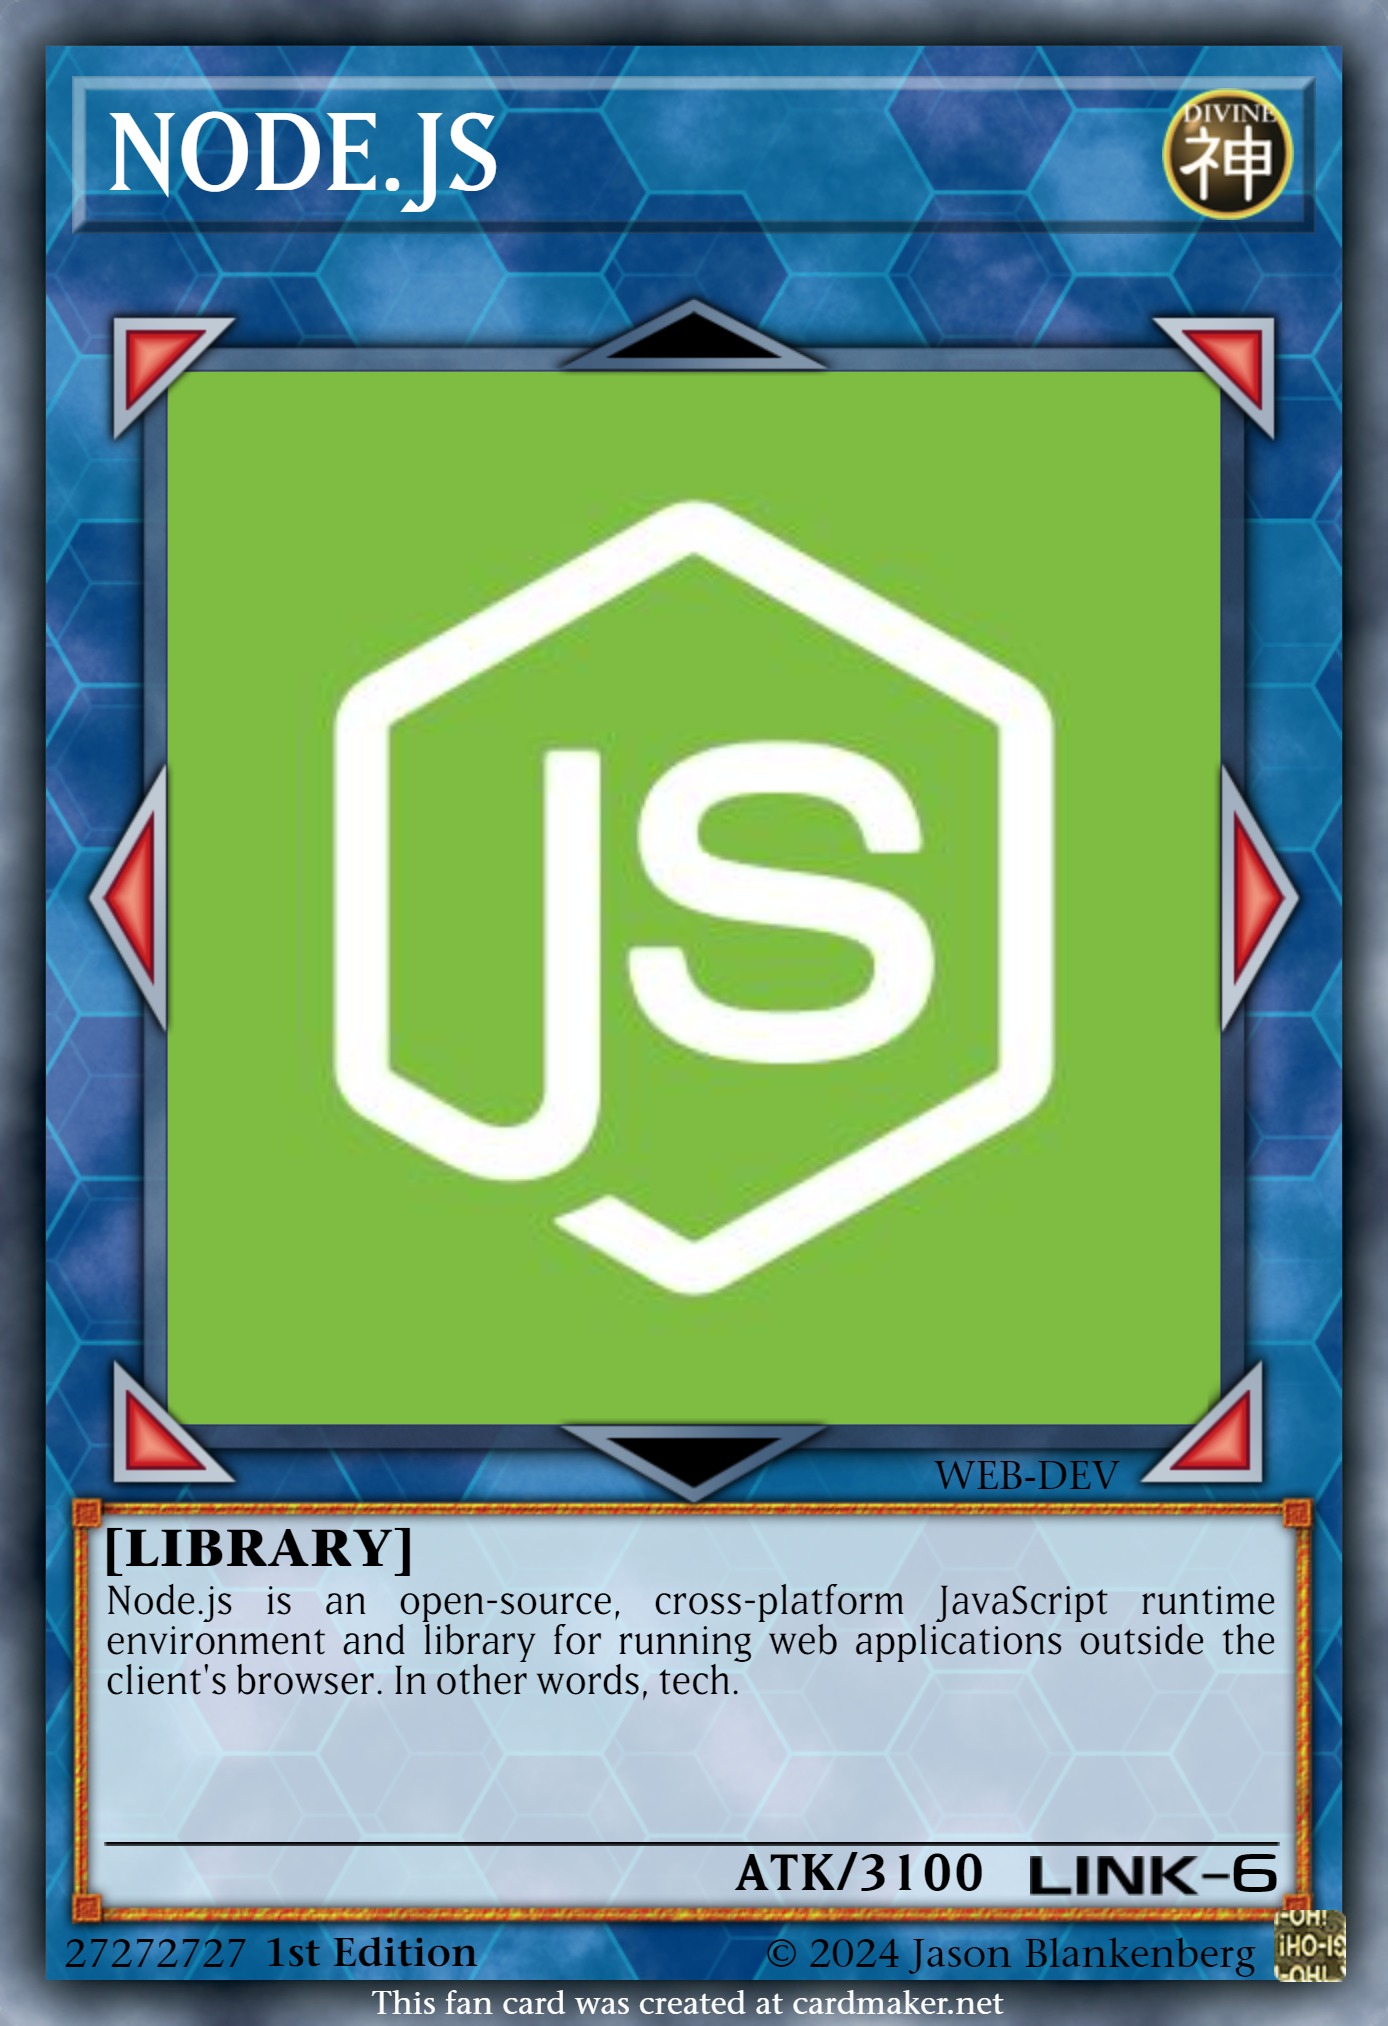 NODE.JS
DIVINE
神
JS
WEB-DEV
[LIBRARY]
Node.js is an open-source, cross-platform JavaScript runtime
environment and library for running web applications outside the
client's browser. In other words, tech.
ATK/3100 LINK-6
27272727 1st Edition © 2024 Jason Blankenberg
This fan card was created at cardmaker.net